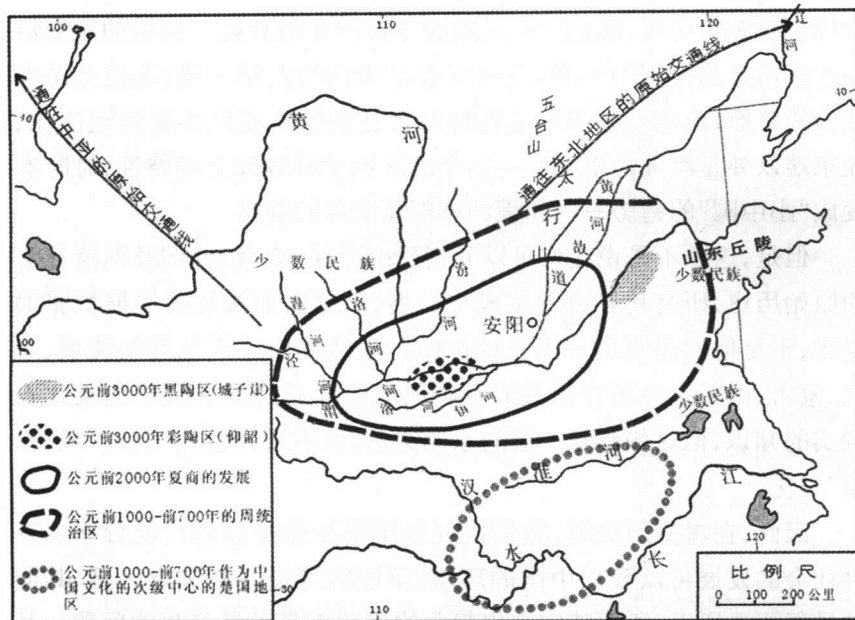 100
110
120
40
黄
河
五
台
山
通往东北地区的原始交通线
河
40
通往中亚的原始交通线
太
行
山
黄
河
故
道
山东丘陵
少数民族
少数民族
洛
河
汾
河
安阳
泾
河
渭
河
洛
河
伊
河
100
少数民族
汉
水
淮
河
长
江
公元前3000年黑陶区(城子崖)
公元前3000年彩陶区(仰韶)
公元前2000年夏商的发展
公元前1000-前700年的周统
治区
公元前1000-前700年作为中
国文化的次级中心的楚国地
区
30
110
120
比例尺
0 100 200公里